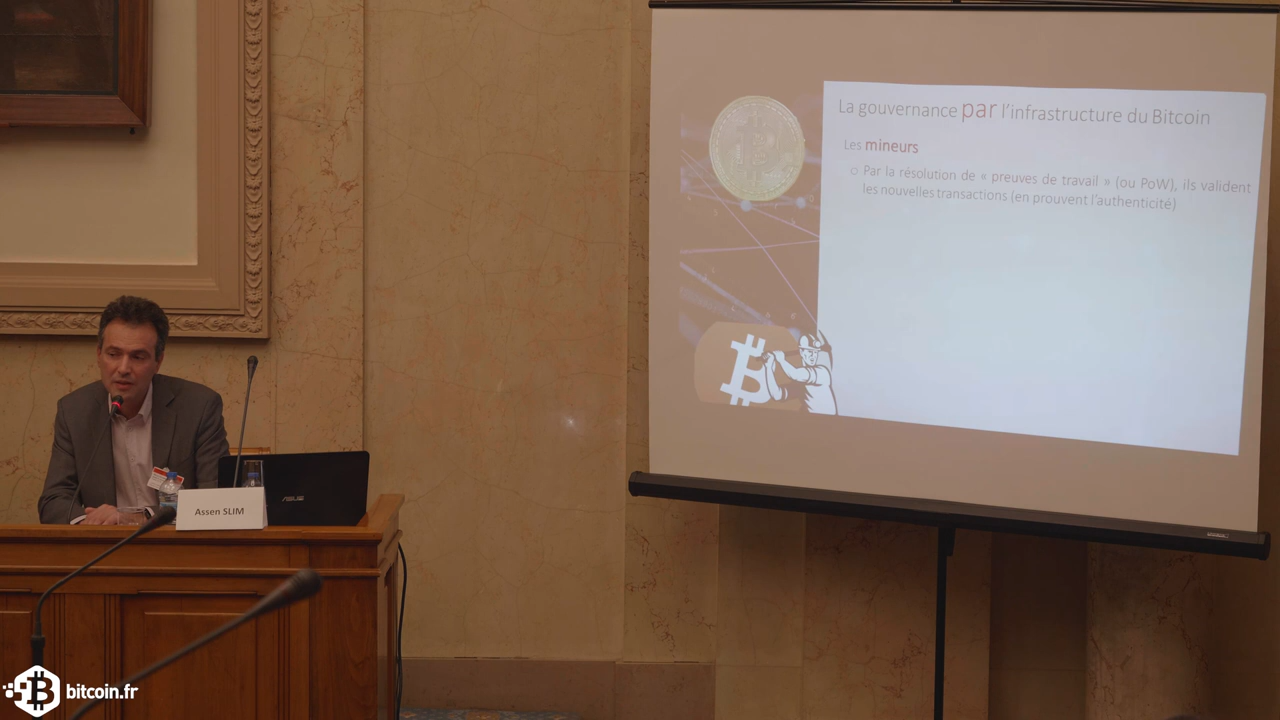 La gouvernance par l'infrastructure du Bitcoin
Les mineurs
o Par la résolution de « preuves de travail » (ou PoW), ils valident
les nouvelles transactions (en prouvent l'authenticité)
ASUS
Assen SLIM
bitcoin.fr